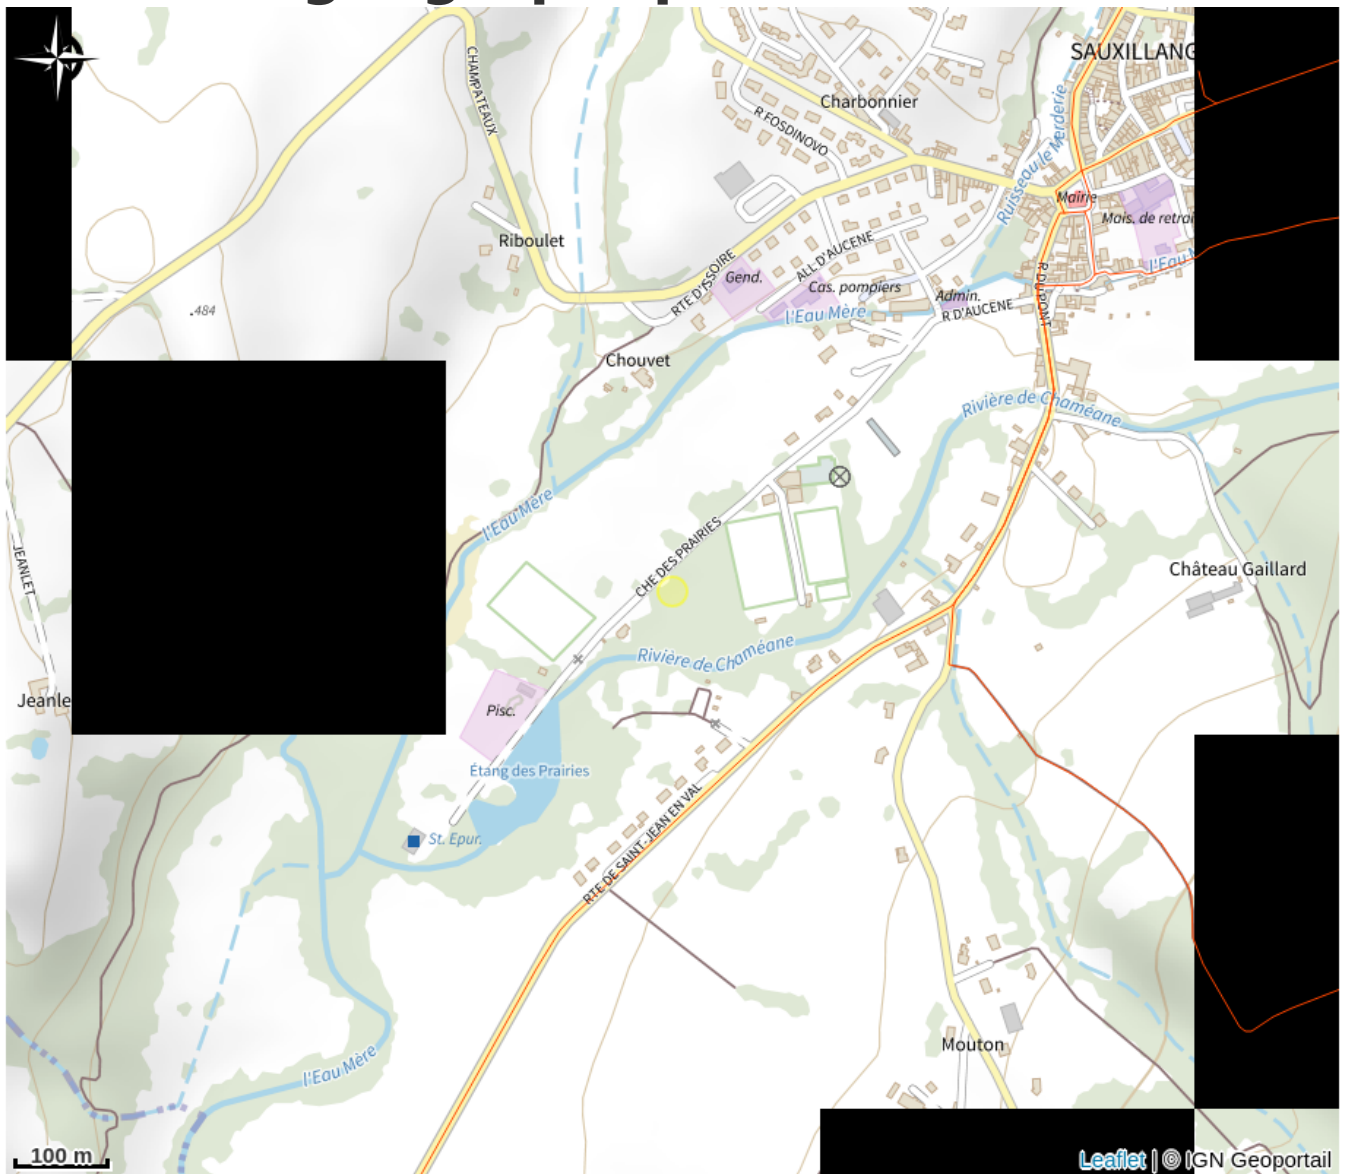 SAUXILLANG
CHAMPATEAUX
Charbonnier
R FOSDINOVO
Ruisseau le Merderie
Mairie
Mais. de retrai
Riboulet
RTE D'ISSOIRE
Gend.
ALL D'AUCENE
Cas. pompiers
Admin.
R D'AUCENE
R DU PONT
l'Eau M
.484
l'Eau Mère
Chouvet
Rivière de Chaméane
l'Eau Mère
CHE DES PRAIRIES
JEANLET
Château Gaillard
Rivière de Chaméane
Jeanle
Pisc.
Étang des Prairies
St. Epur.
RTE DE SAINT-JEAN EN VAL
Mouton
l'Eau Mère
100 m
Leaflet | © IGN Geoportail